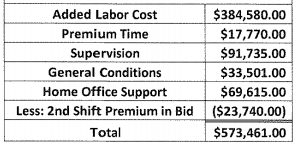 Added Labor Cost $384,580.00
Premium Time $17,770.00
Supervision $91,735.00
General Conditions $33,501.00
Home Office Support $69,615.00
Less: 2nd Shift Premium in Bid ($23,740.00)
Total $573,461.00